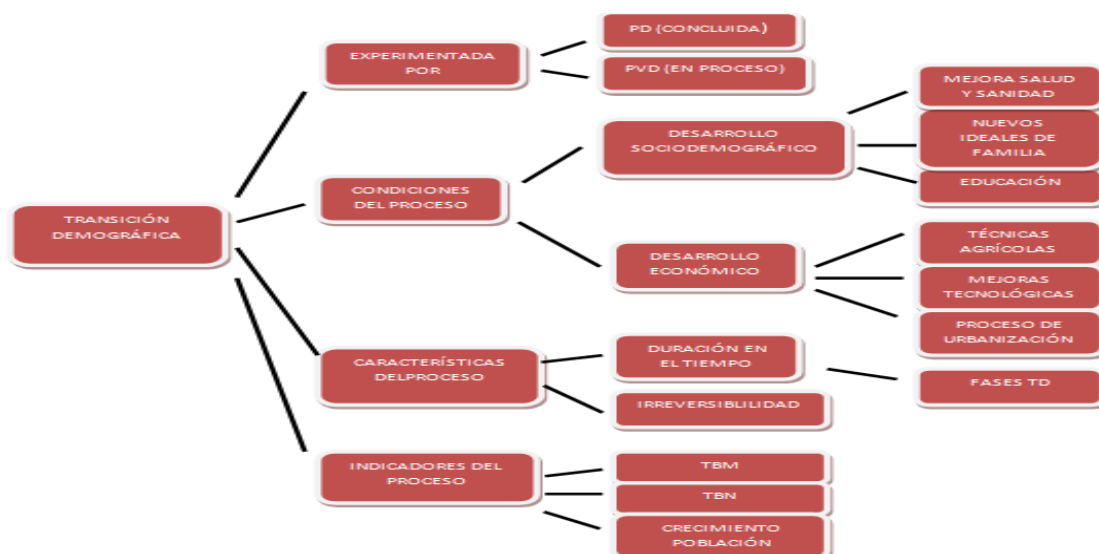 TRANSICIÓN
DEMOGRÁFICA
EXPERIMENTADA
POR
PD (CONCLUIDA)
PVD (EN PROCESO)
CONDICIONES
DEL PROCESO
DESARROLLO
SOCIODEMOGRÁFICO
MEJORA SALUD
Y SANIDAD
NUEVOS
IDEALES DE
FAMILIA
EDUCACIÓN
DESARROLLO
ECONÓMICO
TÉCNICAS
AGRÍCOLAS
MEJORAS
TECNOLÓGICAS
PROCESO DE
URBANIZACIÓN
CARACTERÍSTICAS
DELPROCESO
DURACIÓN EN
EL TIEMPO
FASES TD
IRREVERSIBLILIDAD
INDICADORES DEL
PROCESO
TBM
TBN
CRECIMIENTO
POBLACIÓN